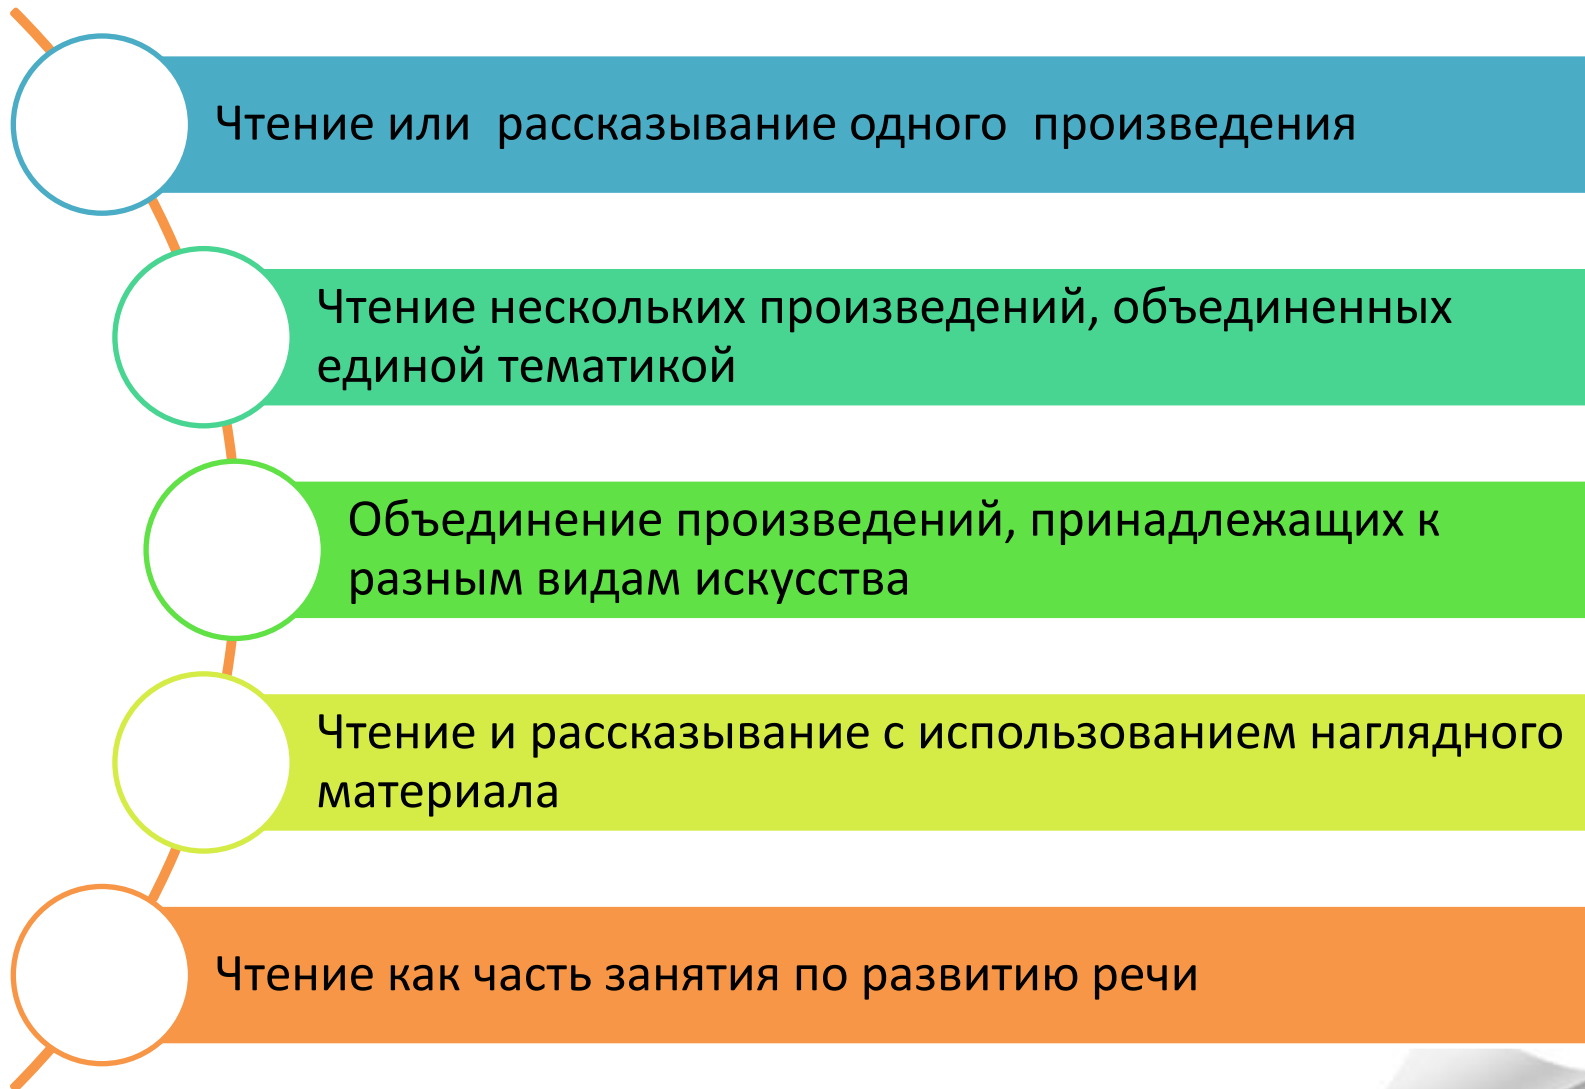 Чтение или  рассказывание одного  произведения
Чтение нескольких произведений, объединенных
единой тематикой
Объединение произведений, принадлежащих к
разным видам искусства
Чтение и рассказывание с использованием наглядного
материала
Чтение как часть занятия по развитию речи